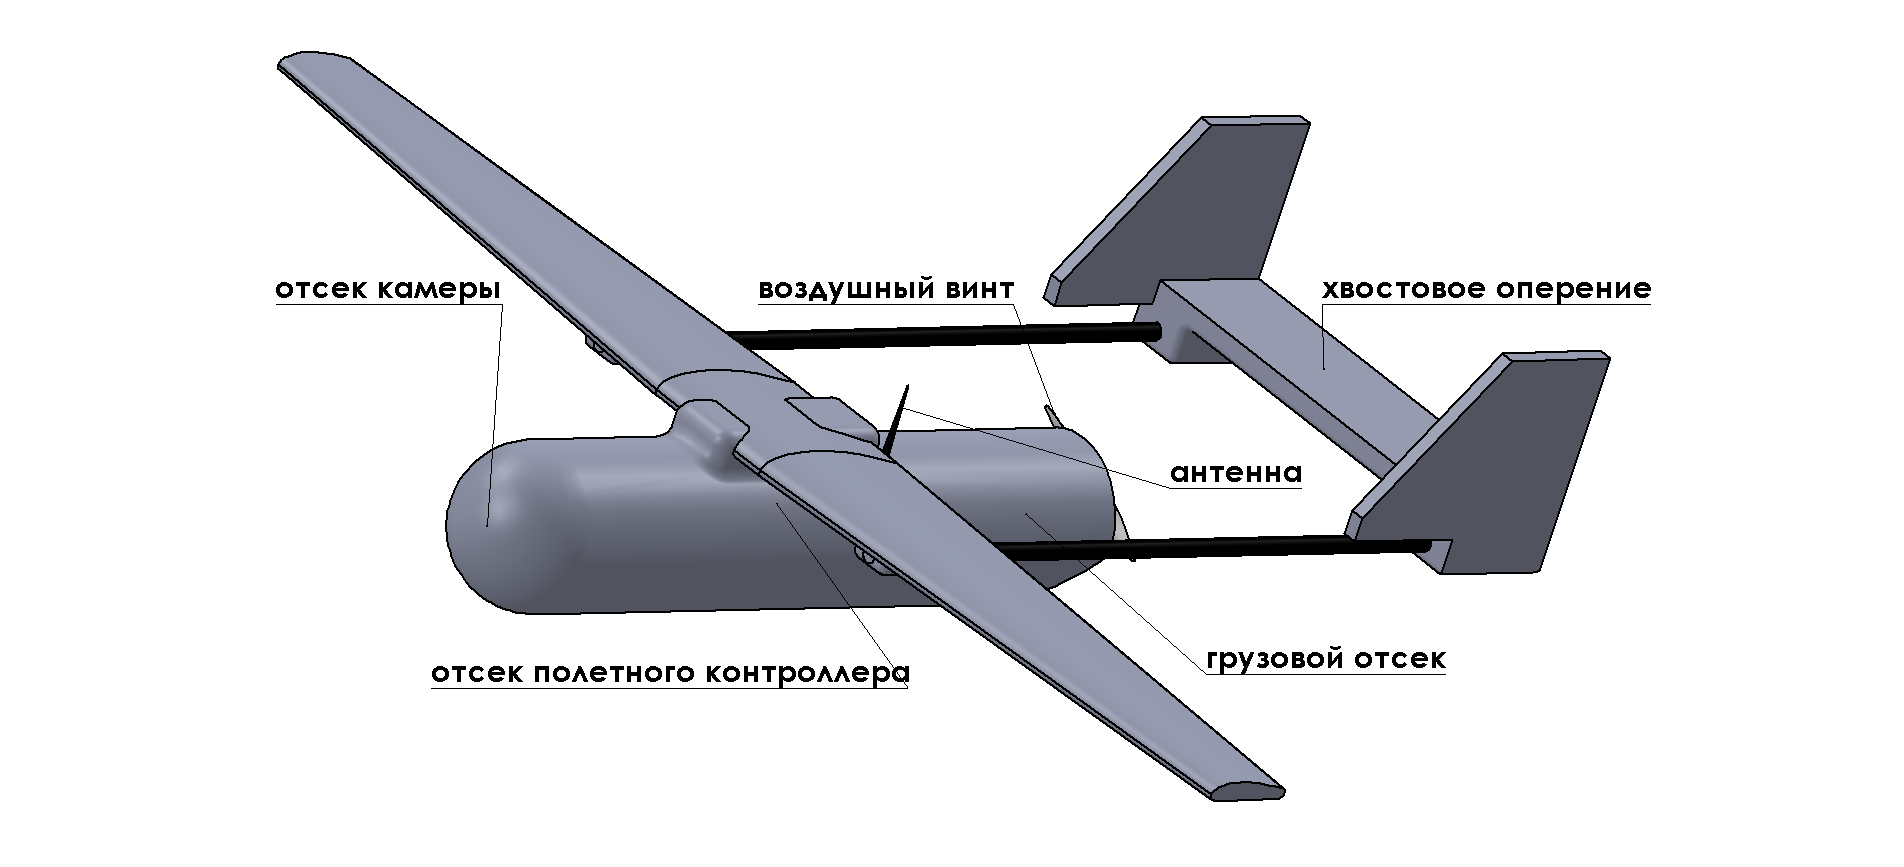 отсек камеры
воздушный винт
хвостовое оперение
антенна
грузовой отсек
отсек полетного контроллера